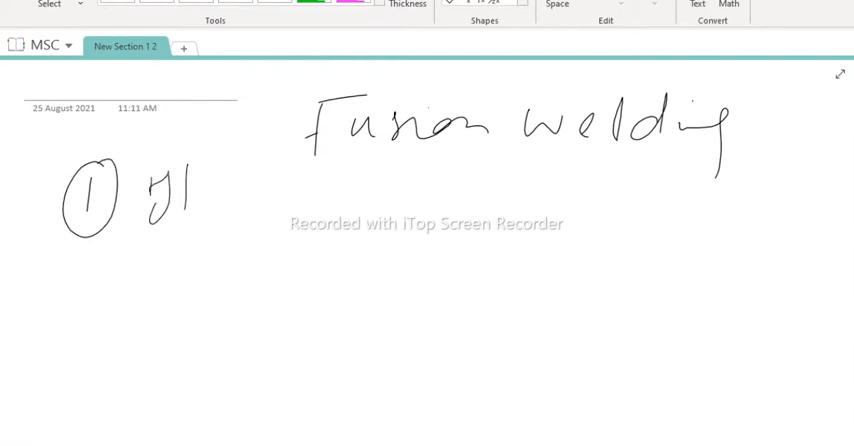 Select
Tools
Thickness
Shapes
Space
Edit
Text Math
Convert
MSC
New Section 1 2
+
25 August 2021 11:11 AM
Fusion welding
①
Recorded with iTop Screen Recorder